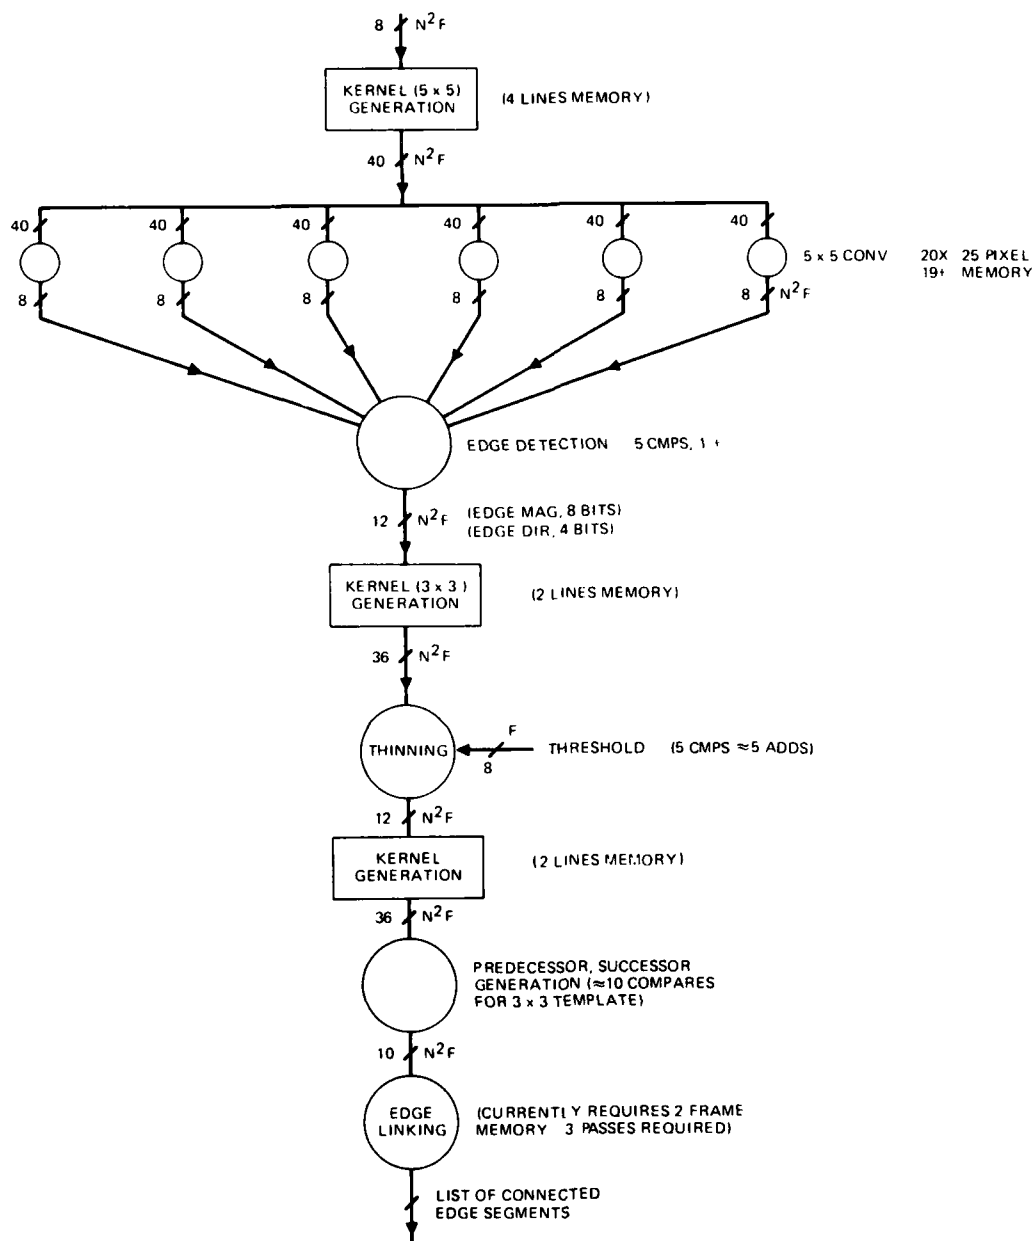 8 N²F
KERNEL (5 x 5)
GENERATION
(4 LINES MEMORY)
40 N²F
40 40 40 40 40 40
5 x 5 CONV 20X 25 PIXEL
19+ MEMORY
8 8 8 8 8 8 N²F
EDGE DETECTION 5 CMPS, 1 +
12 N²F (EDGE MAG, 8 BITS)
(EDGE DIR, 4 BITS)
KERNEL (3 x 3)
GENERATION
(2 LINES MEMORY)
36 N²F
THINNING
F
8
THRESHOLD (5 CMPS ≈5 ADDS)
12 N²F
KERNEL
GENERATION
(2 LINES MEMORY)
36 N²F
PREDECESSOR, SUCCESSOR
GENERATION (≈10 COMPARES
FOR 3 x 3 TEMPLATE)
10 N²F
EDGE
LINKING
(CURRENTLY REQUIRES 2 FRAME
MEMORY 3 PASSES REQUIRED)
LIST OF CONNECTED
EDGE SEGMENTS